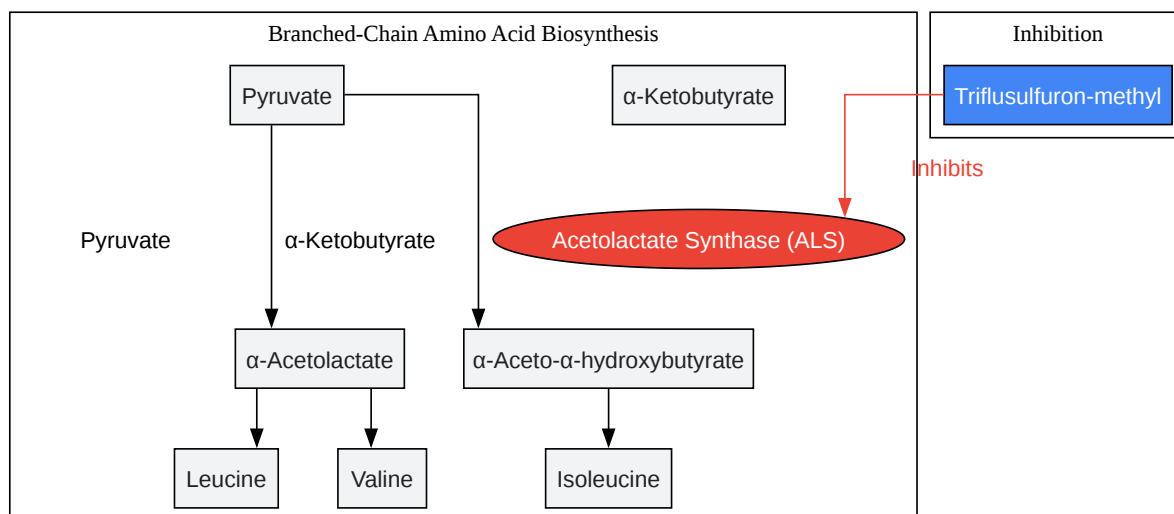 Branched-Chain Amino Acid Biosynthesis
Inhibition
Pyruvate
α-Ketobutyrate
Triflusulfuron-methyl
Inhibits
Pyruvate
α-Ketobutyrate
Acetolactate Synthase (ALS)
α-Acetolactate
α-Aceto-α-hydroxybutyrate
Leucine
Valine
Isoleucine